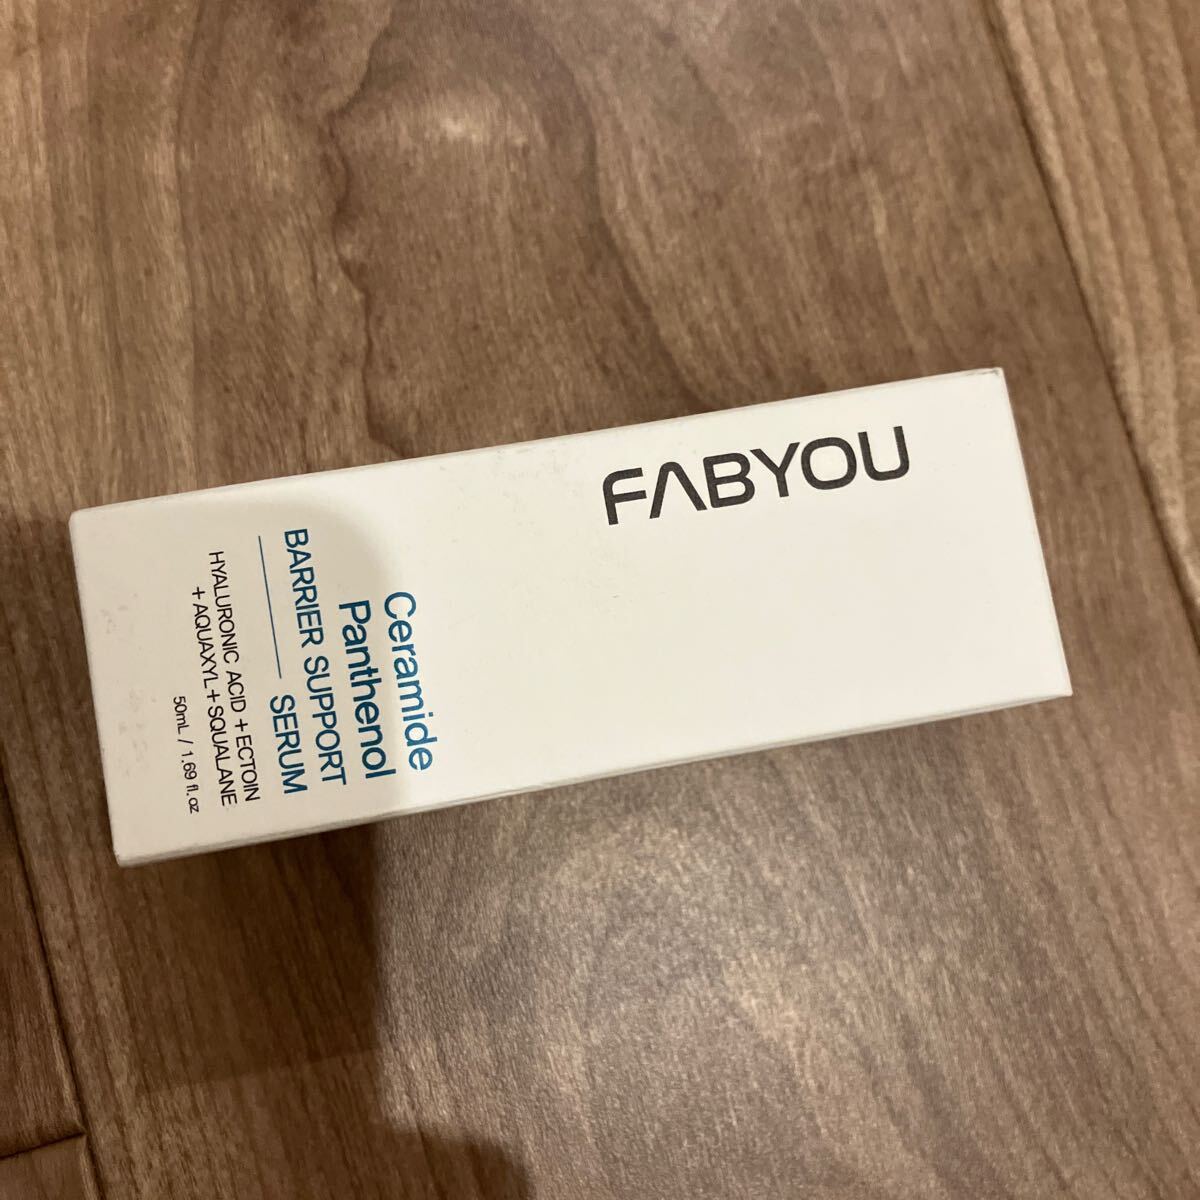 FABYOU
Ceramide
Panthenol
BARRIER SUPPORT
SERUM
HYALURONIC ACID + ECTOIN
+ AQUAXYL + SQUALANE
50mL / 1.69 fl. oz